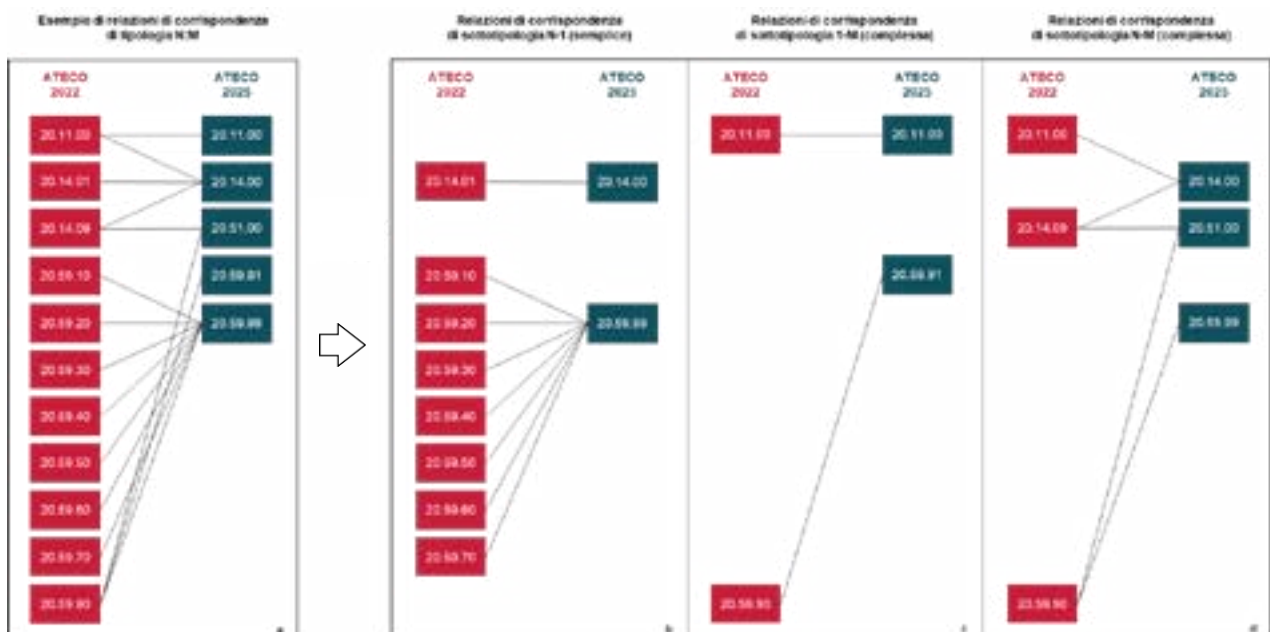 Esempio di relazioni di corrispondenza
di tipologia N:M
Relazioni di corrispondenza
di sottotipologia N-1 (semplice)
Relazioni di corrispondenza
di sottotipologia 1-M (complessa)
Relazioni di corrispondenza
di sottotipologia N-M (complessa)
ATECO
2022
ATECO
2025
20.11.00
20.11.00
20.14.01
20.14.00
20.14.09
20.51.00
20.59.10
20.59.91
20.59.20
20.59.99
20.59.30
20.59.40
20.59.50
20.59.60
20.59.70
20.59.90
a
ATECO
2022
ATECO
2025
20.14.01
20.14.00
20.59.10
20.59.20
20.59.99
20.59.30
20.59.40
20.59.50
20.59.60
20.59.70
b
ATECO
2022
ATECO
2025
20.11.00
20.11.00
20.59.91
20.59.90
c
ATECO
2022
ATECO
2025
20.11.00
20.14.00
20.14.09
20.51.00
20.59.99
20.59.90
d